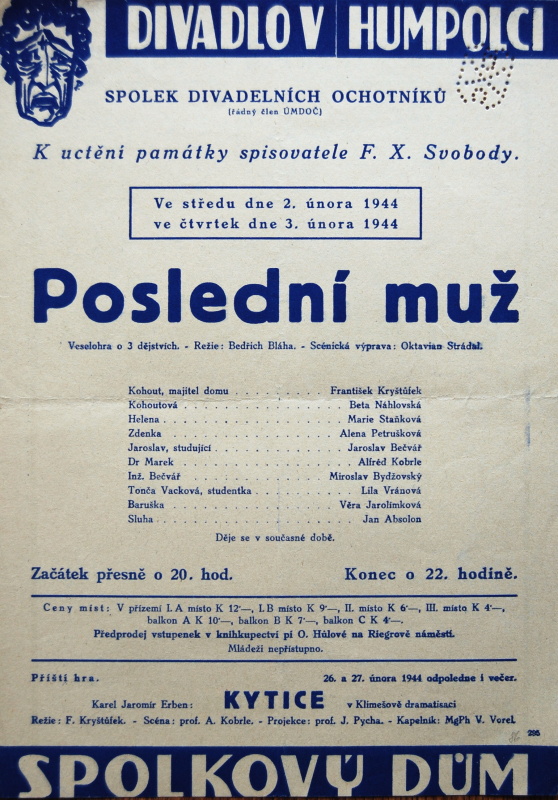 DIVADLO V HUMPOLCI
SPOLEK DIVADELNÍCH OCHOTNÍKŮ
(řádný člen ÚMDOČ)
K uctění památky spisovatele F. X. Svobody.
Ve středu dne 2. února 1944
ve čtvrtek dne 3. února 1944
Poslední muž
Veselohra o 3 dějstvích. - Režie: Bedřich Bláha. - Scénická výprava: Oktavian Strádal.
Kohout, majitel domu . . . . . . . . . . František Kryštůfek
Kohoutová . . . . . . . . . . Beta Náhlovská
Helena . . . . . . . . . . Marie Staňková
Zdenka . . . . . . . . . . Alena Petrušková
Jaroslav, studující . . . . . . . . . . Jaroslav Bečvář
Dr Marek . . . . . . . . . . Alfréd Kobrle
Inž. Bečvář . . . . . . . . . . Miroslav Bydžovský
Tonča Vacková, studentka . . . . . . . . . . Lila Vránová
Baruška . . . . . . . . . . Věra Jarolímková
Sluha . . . . . . . . . . Jan Absolon
Děje se v současné době.
Začátek přesně o 20. hod. Konec o 22. hodině.
Ceny míst: V přízemí I. A místo K 12·—, I. B místo K 9·—, II. místo K 6·—, III. místo K 4·—,
balkon A K 10·—, balkon B K 7·—, balkon C K 4·—.
Předprodej vstupenek v knihkupectví pí O. Hůlové na Riegrově náměstí.
Mládeži nepřístupno.
Příští hra. 26. a 27. února 1944 odpoledne i večer.
Karel Jaromír Erben: KYTICE v Klimešově dramatisaci
Režie: F. Kryštůfek. - Scéna: prof. A. Kobrle. - Projekce: prof. J. Pycha. - Kapelník: MgPh V. Vorel.
SPOLKOVÝ DŮM